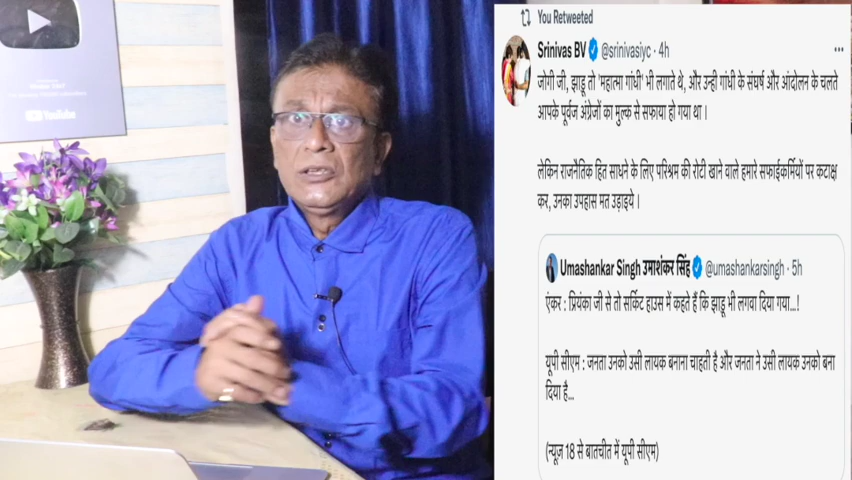 YouTube
You Retweeted
Srinivas BV @srinivasiyc · 4h
जोगी जी, झाड़ू तो 'महात्मा गांधी' भी लगाते थे, और उन्ही गांधी के संघर्ष और आंदोलन के चलते
आपके पूर्वज अंग्रेजों का मुल्क से सफाया हो गया था।
लेकिन राजनैतिक हित साधने के लिए परिश्रम की रोटी खाने वाले हमारे सफाईकर्मियों पर कटाक्ष
कर, उनका उपहास मत उड़ाइये।
Umashankar Singh उमाशंकर सिंह @umashankarsingh · 5h
एंकर : प्रियंका जी से तो सर्किट हाउस में कहते हैं कि झाड़ू भी लगवा दिया गया...!
यूपी सीएम : जनता उनको उसी लायक बनाना चाहती है और जनता ने उसी लायक उनको बना
दिया है...
(न्यूज़ 18 से बातचीत में यूपी सीएम)